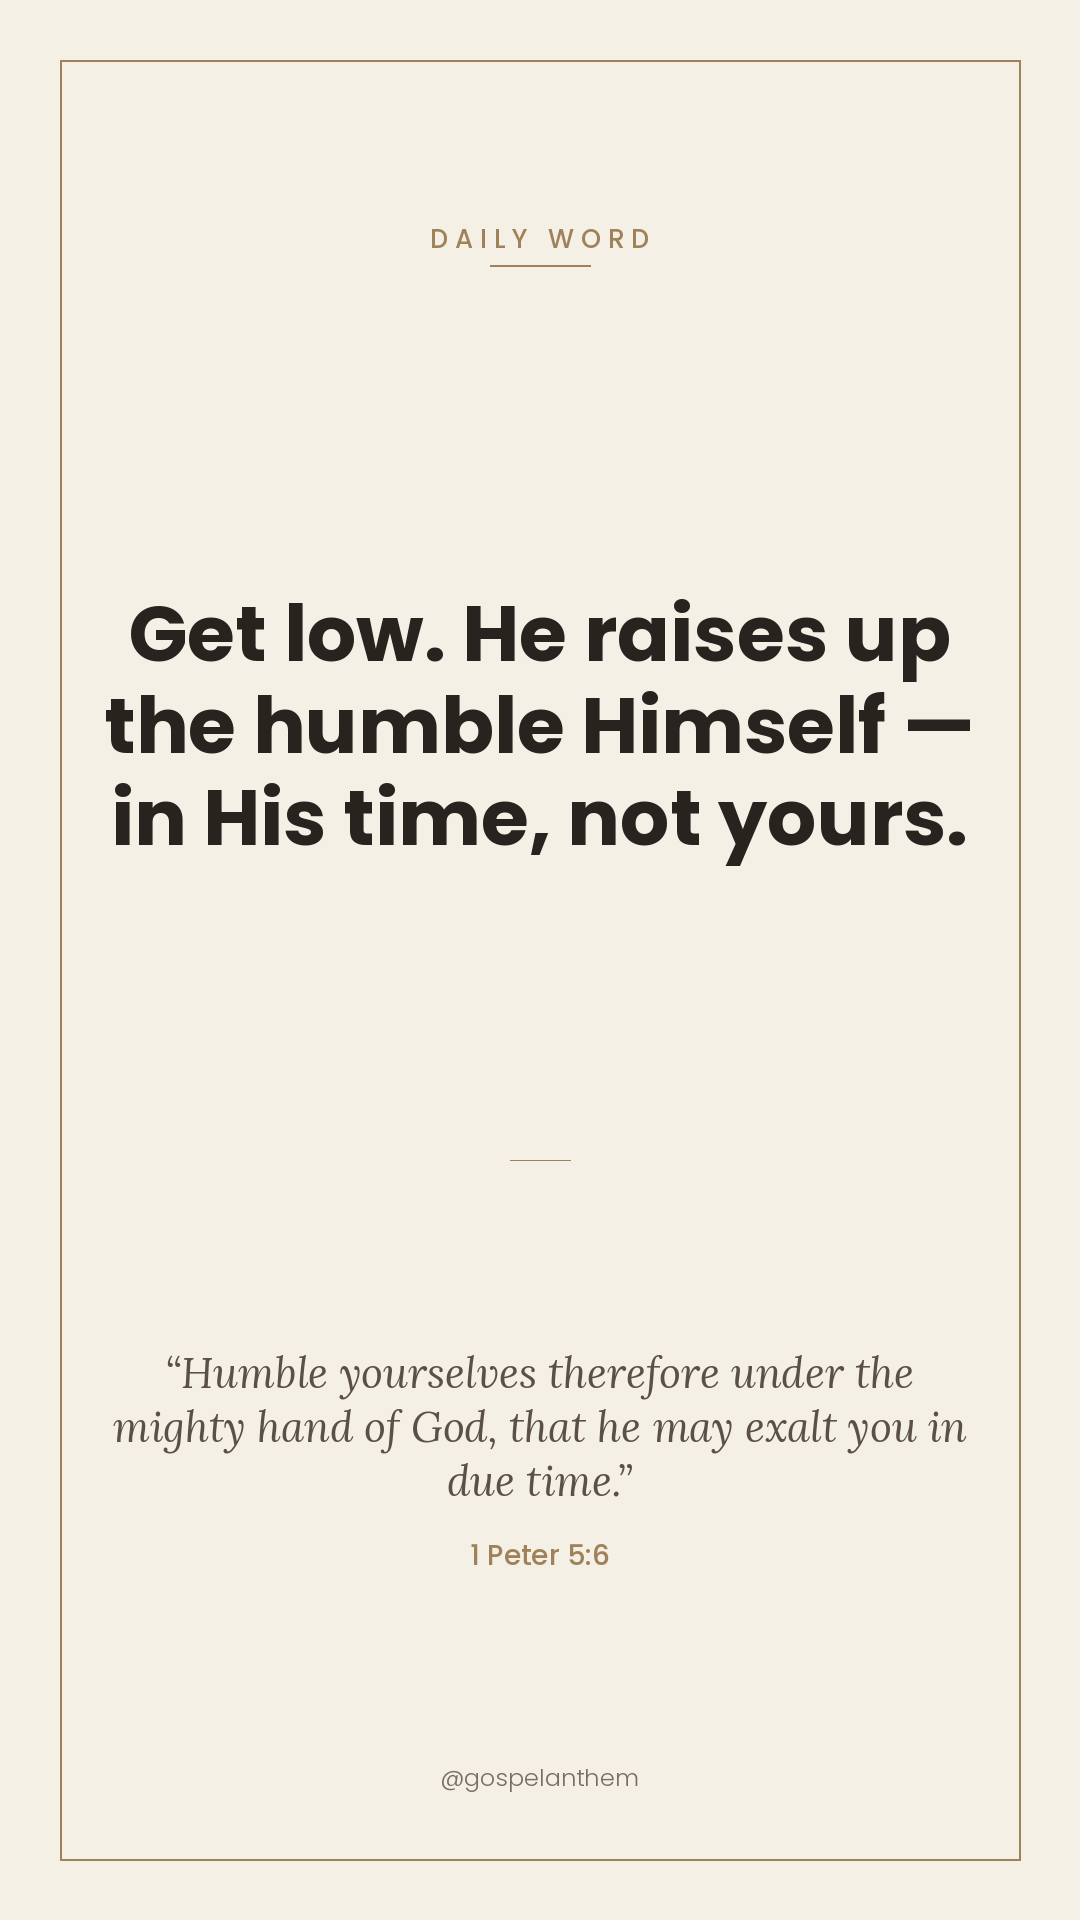 DAILY WORD
Get low. He raises up
the humble Himself —
in His time, not yours.
“Humble yourselves therefore under the
mighty hand of God, that he may exalt you in
due time.”
1 Peter 5:6
@gospelanthem